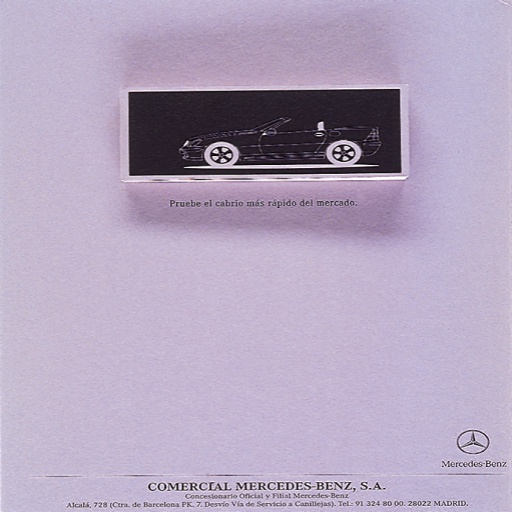 Pruebe el cabrio más rápido del mercado.
Mercedes-Benz
COMERCIAL MERCEDES-BENZ, S.A.
Concesionario Oficial y Filial Mercedes-Benz
Alcalá, 728 (Ctra. de Barcelona PK, 7. Desvío Vía de Servicio a Canillejas). Tel.: 91 324 80 00. 28022 MADRID.